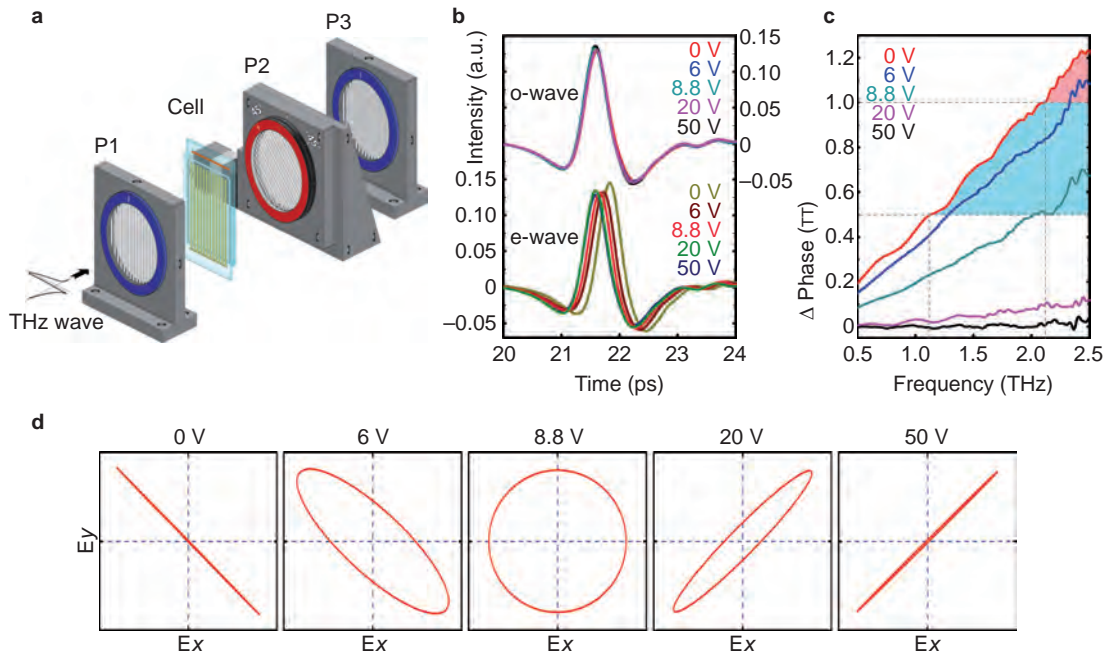 a
P3
P2
Cell
P1
THz wave
b
Intensity (a.u.)
0.15
0.10
0.05
0
−0.05
0.15
0.10
0.05
0
−0.05
o-wave
0 V
6 V
8.8 V
20 V
50 V
e-wave
0 V
6 V
8.8 V
20 V
50 V
20 21 22 23 24
Time (ps)
c
Δ Phase (π)
1.2
1.0
0.8
0.6
0.4
0.2
0
0 V
6 V
8.8 V
20 V
50 V
0.5 1.0 1.5 2.0 2.5
Frequency (THz)
d
0 V 6 V 8.8 V 20 V 50 V
Ey
Ex Ex Ex Ex Ex